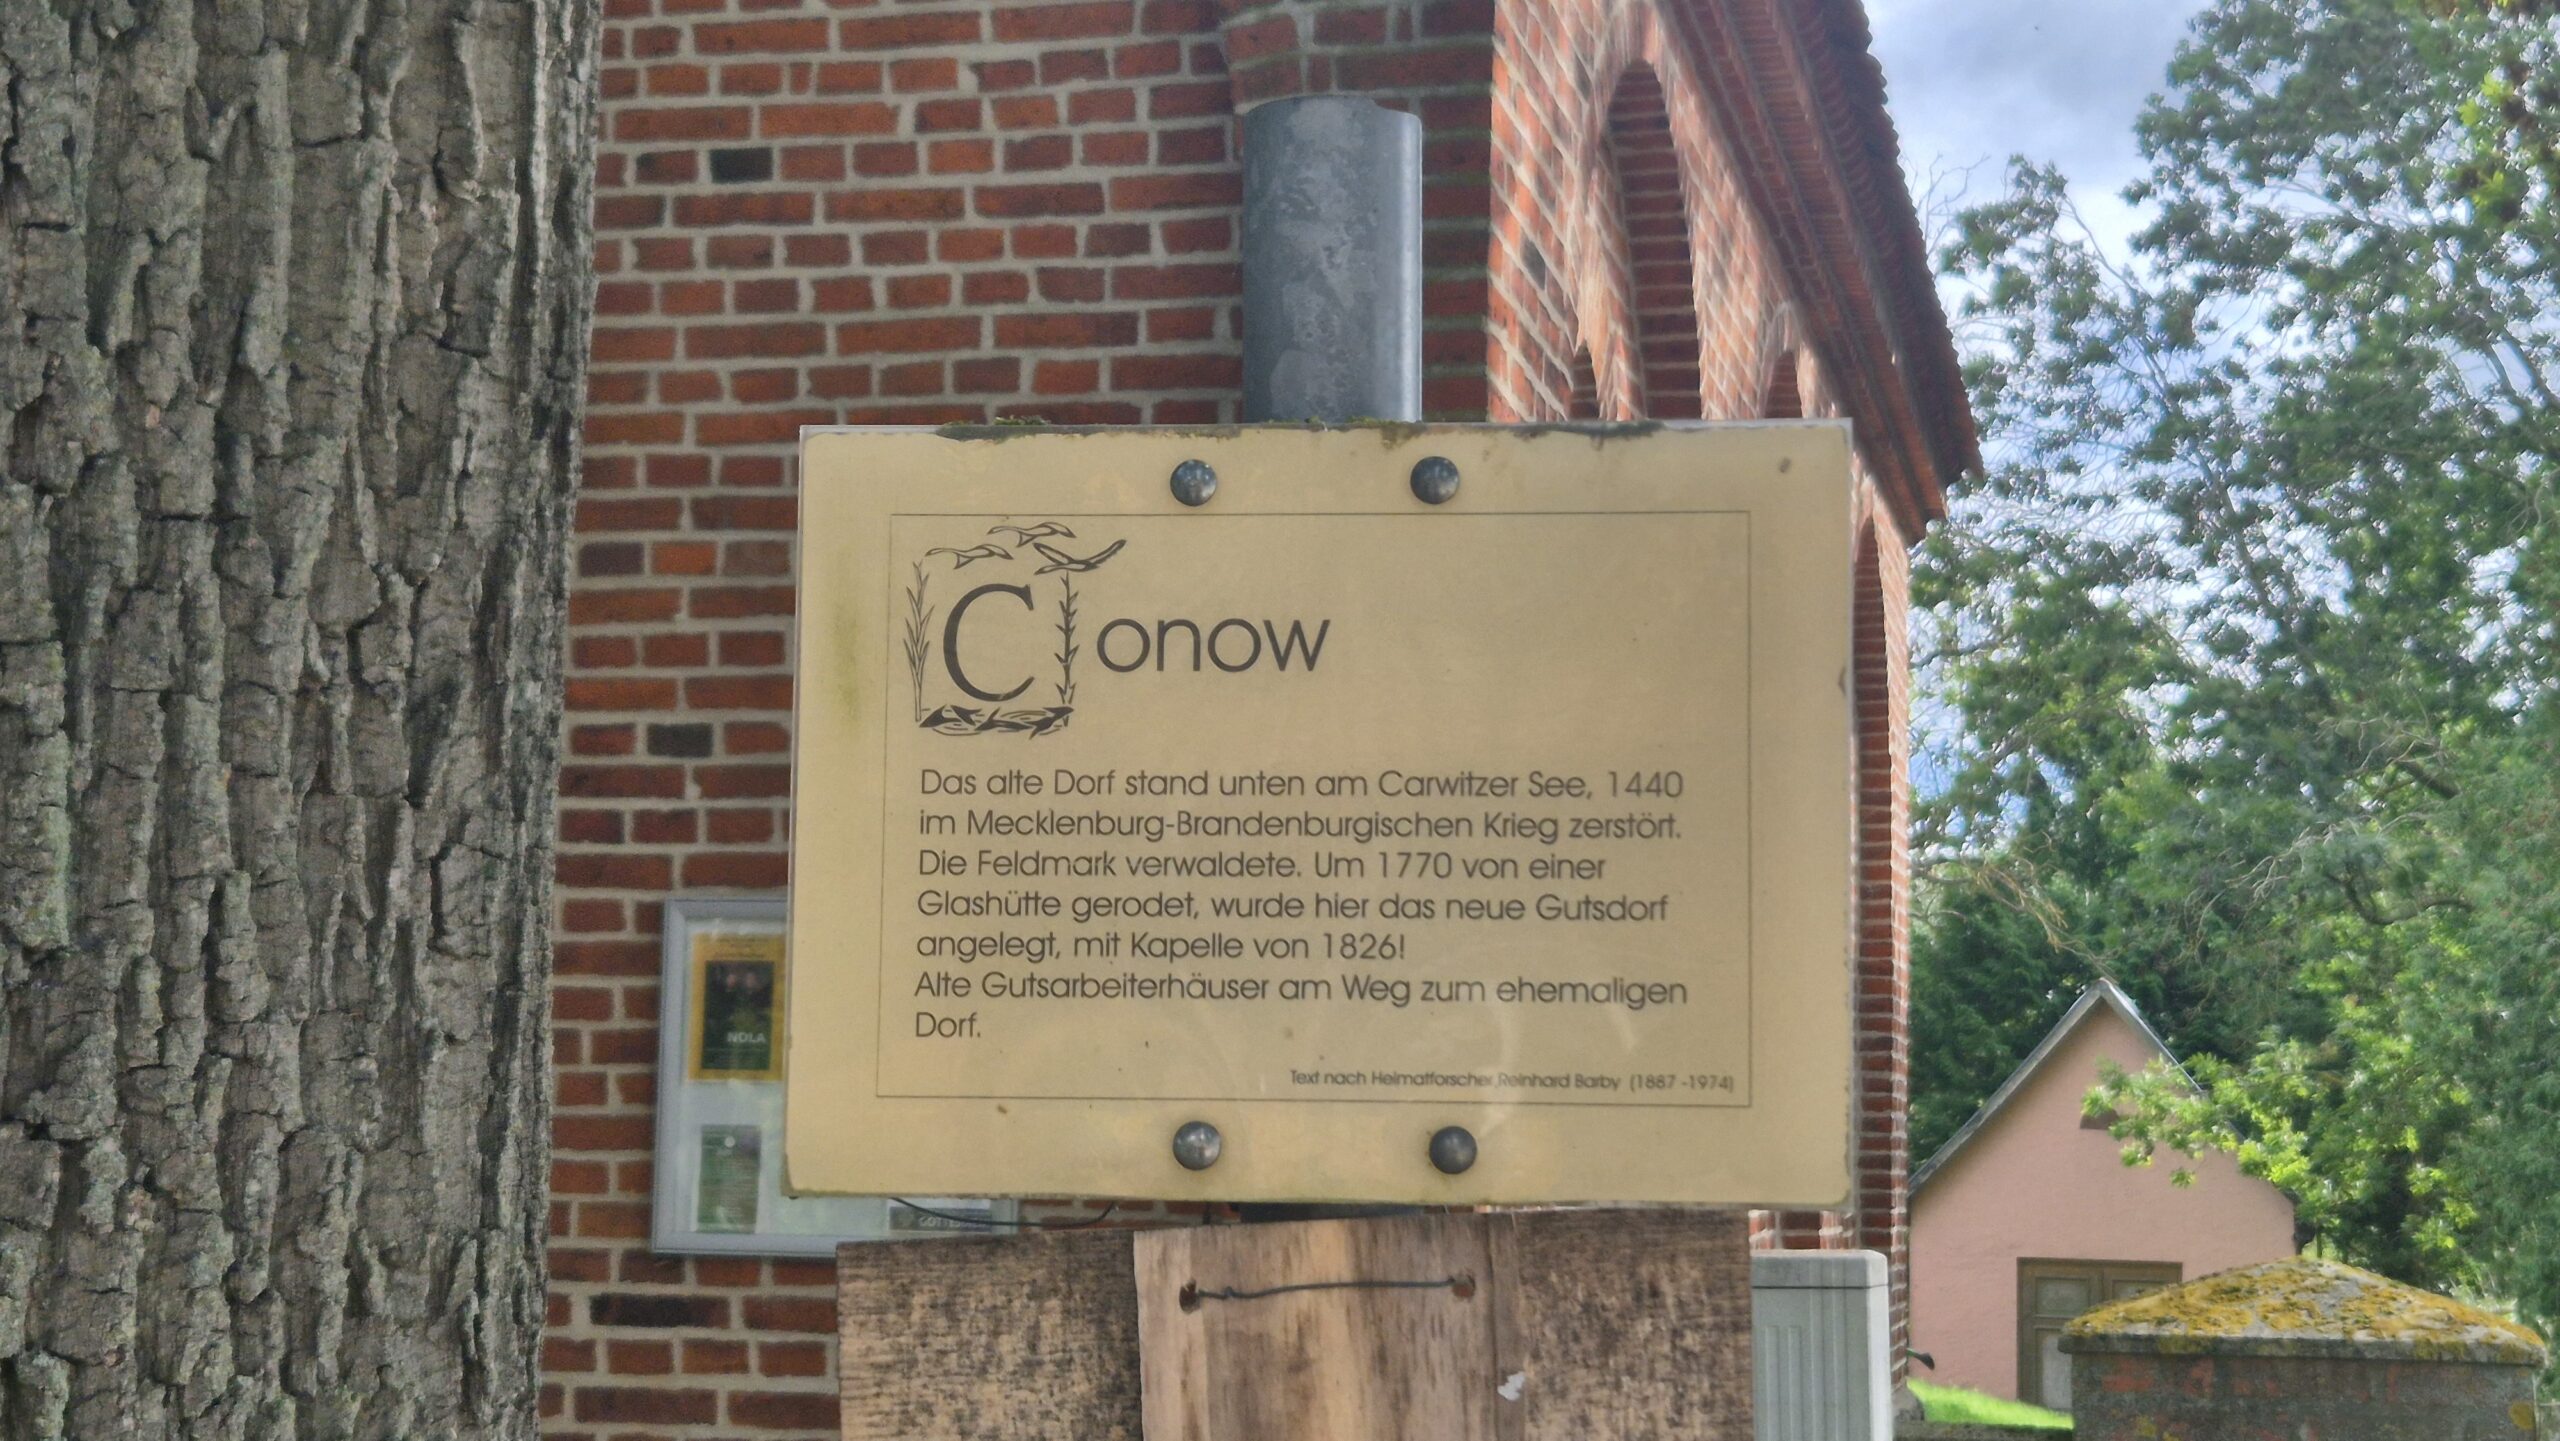 Conow
Das alte Dorf stand unten am Carwitzer See, 1440
im Mecklenburg-Brandenburgischen Krieg zerstört.
Die Feldmark verwaldete. Um 1770 von einer
Glashütte gerodet, wurde hier das neue Gutsdorf
angelegt, mit Kapelle von 1826!
Alte Gutsarbeiterhäuser am Weg zum ehemaligen
Dorf.
Text nach Heimatforscher Reinhard Barby (1887 -1974)
NOLA